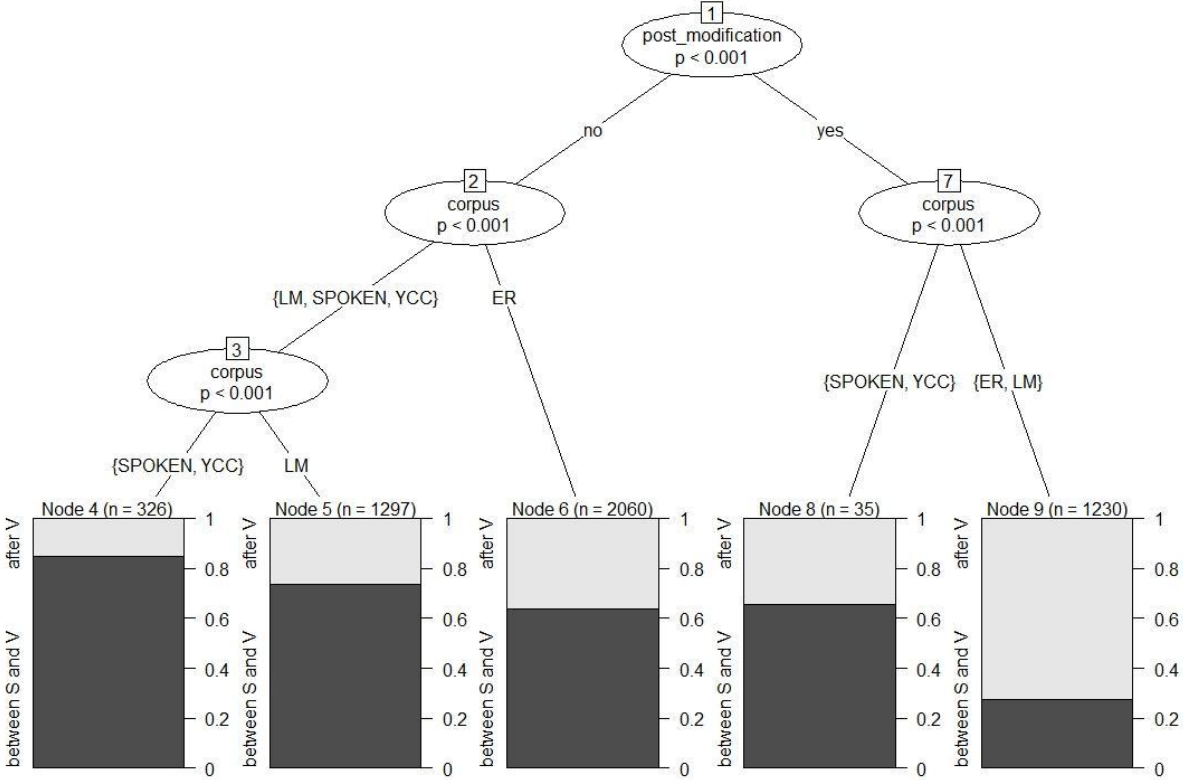 1
post_modification
p < 0.001
no
yes
2
corpus
p < 0.001
7
corpus
p < 0.001
{LM, SPOKEN, YCC}
ER
3
corpus
p < 0.001
{SPOKEN, YCC}
{ER, LM}
{SPOKEN, YCC}
LM
Node 4 (n = 326)
after V
between S and V
1
0.8
0.6
0.4
0.2
0
Node 5 (n = 1297)
after V
between S and V
1
0.8
0.6
0.4
0.2
0
Node 6 (n = 2060)
after V
between S and V
1
0.8
0.6
0.4
0.2
0
Node 8 (n = 35)
after V
between S and V
1
0.8
0.6
0.4
0.2
0
Node 9 (n = 1230)
after V
between S and V
1
0.8
0.6
0.4
0.2
0